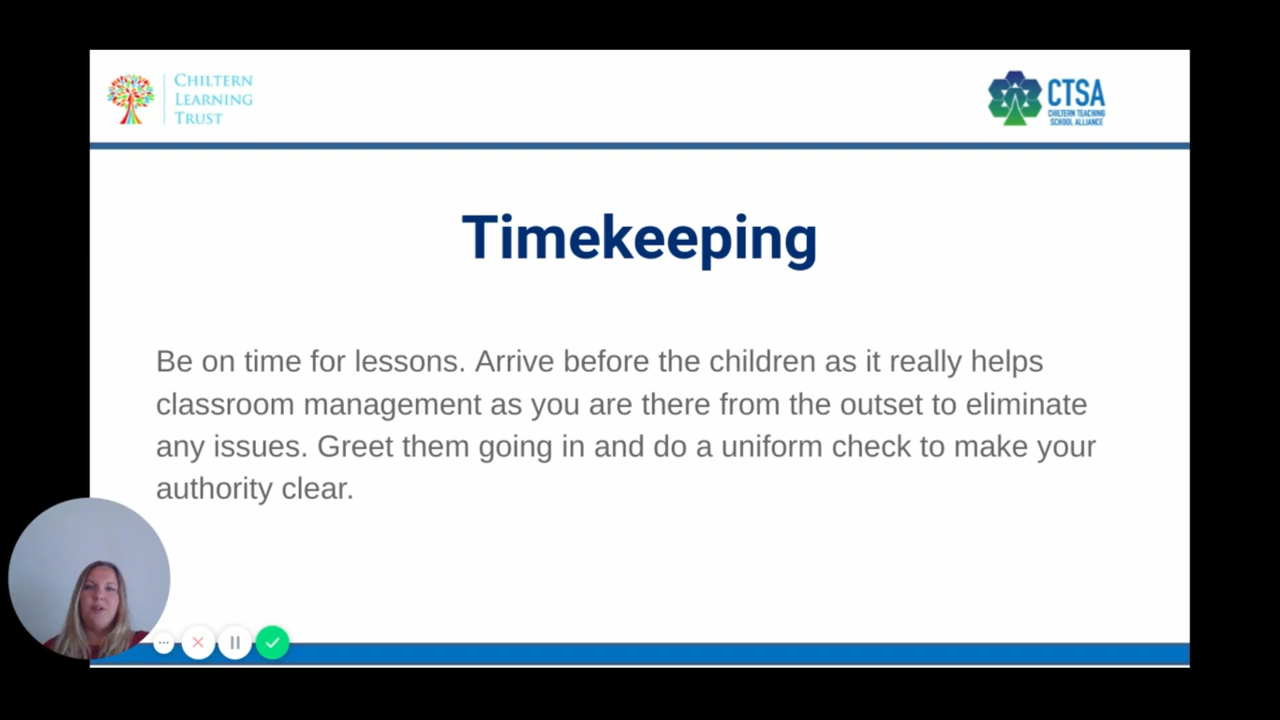 CHILTERN
LEARNING
TRUST
CTSA
CHILTERN TEACHING
SCHOOL ALLIANCE
Timekeeping
Be on time for lessons. Arrive before the children as it really helps
classroom management as you are there from the outset to eliminate
any issues. Greet them going in and do a uniform check to make your
authority clear.